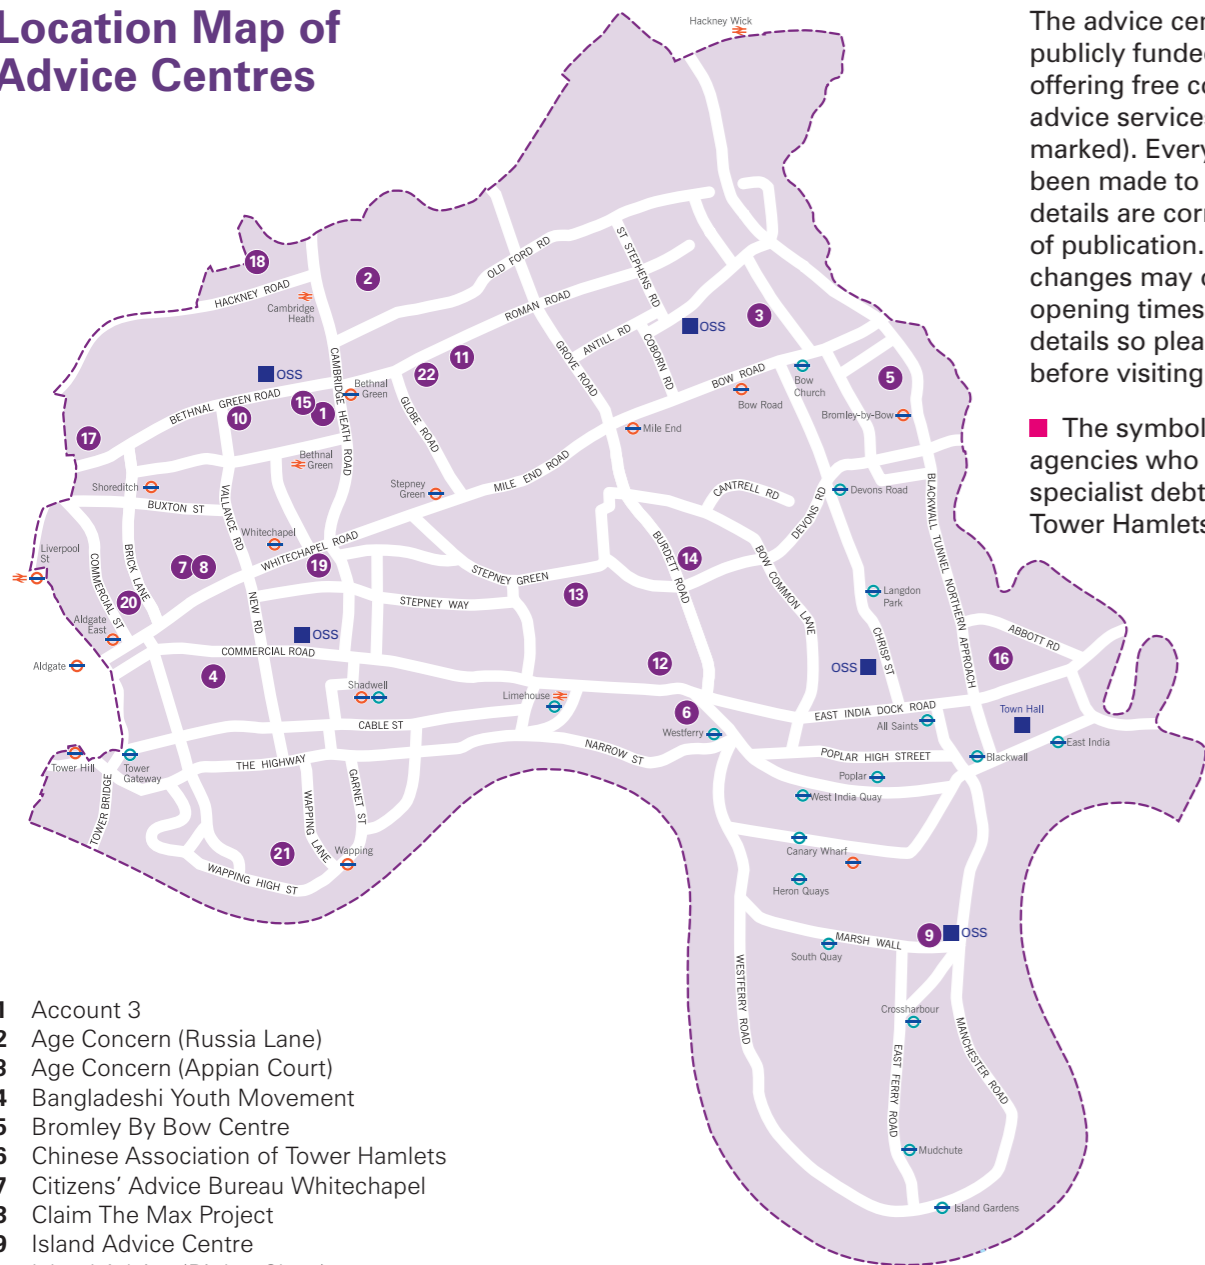 Location Map of
Advice Centres
The advice cen
publicly funded
offering free co
advice services
marked). Every
been made to
details are corr
of publication.
changes may o
opening times
details so plea
before visiting
The symbol
agencies who
specialist debt
Tower Hamlets
Hackney Wick
18
2
HACKNEY ROAD
Cambridge
Heath
OLD FORD RD
ST STEPHENS RD
ROMAN ROAD
3
OSS
ANTILL RD
COBORN RD
GROVE ROAD
11
22
OSS
CAMBRIDGE HEATH ROAD
Bethnal
Green
BETHNAL GREEN ROAD
15
1
10
GLOBE ROAD
BOW ROAD
Bow Road
Bow
Church
5
Bromley-by-Bow
17
Mile End
Bethnal
Green
Stepney
Green
MILE END ROAD
Shoreditch
BUXTON ST
VALLANCE RD
CANTRELL RD
DEVONS RD
Devons Road
BLACKWALL TUNNEL NORTHERN APPROACH
Whitechapel
WHITECHAPEL ROAD
Liverpool
St
COMMERCIAL ST
BRICK LANE
7
8
19
STEPNEY GREEN
BURDETT ROAD
14
BOW COMMON LANE
13
Langdon
Park
STEPNEY WAY
20
NEW RD
Aldgate
East
OSS
CHRISP ST
ABBOTT RD
Aldgate
COMMERCIAL ROAD
4
12
OSS
16
Shadwell
Limehouse
6
Westferry
EAST INDIA DOCK ROAD
All Saints
Town Hall
CABLE ST
NARROW ST
POPLAR HIGH STREET
Blackwall
East India
Tower Hill
Tower
Gateway
THE HIGHWAY
Poplar
TOWER BRIDGE
WAPPING LANE
GARNET ST
West India Quay
21
Wapping
Canary Wharf
WAPPING HIGH ST
Heron Quays
MARSH WALL
9
OSS
South Quay
WESTFERRY ROAD
Crossharbour
EAST FERRY ROAD
MANCHESTER ROAD
Mudchute
Island Gardens
1 Account 3
2 Age Concern (Russia Lane)
3 Age Concern (Appian Court)
4 Bangladeshi Youth Movement
5 Bromley By Bow Centre
6 Chinese Association of Tower Hamlets
7 Citizens’ Advice Bureau Whitechapel
8 Claim The Max Project
9 Island Advice Centre